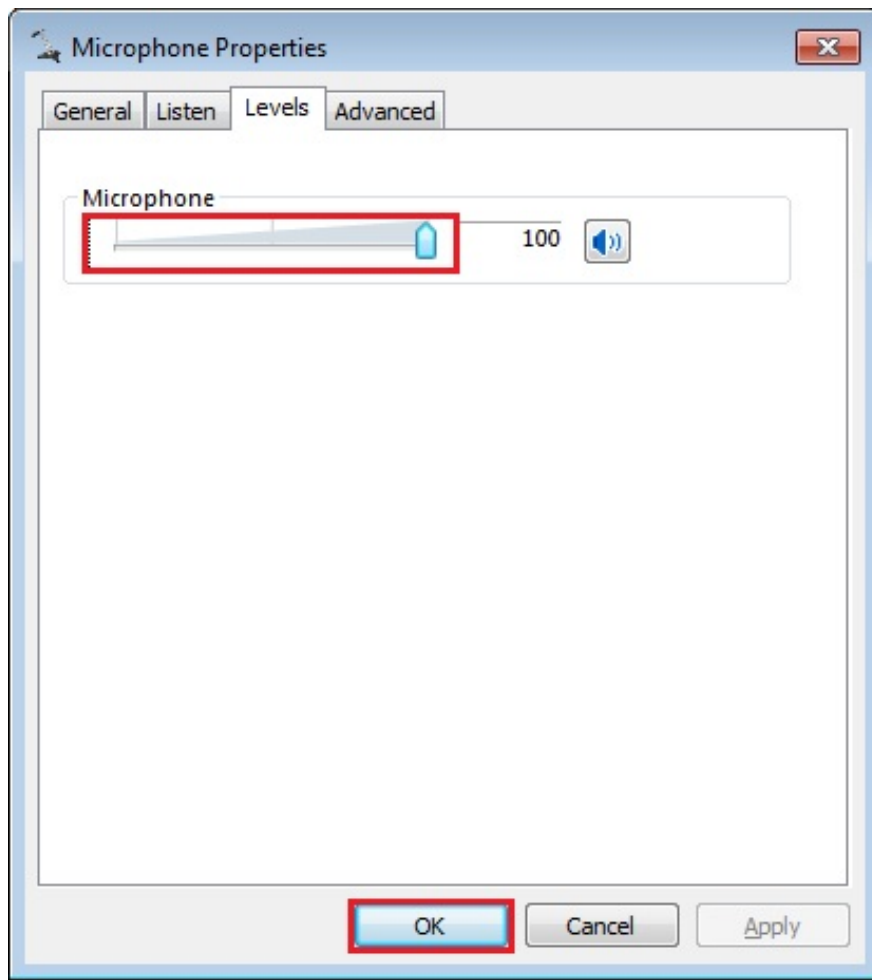 Microphone Properties
General Listen Levels Advanced
Microphone
100
OK Cancel Apply